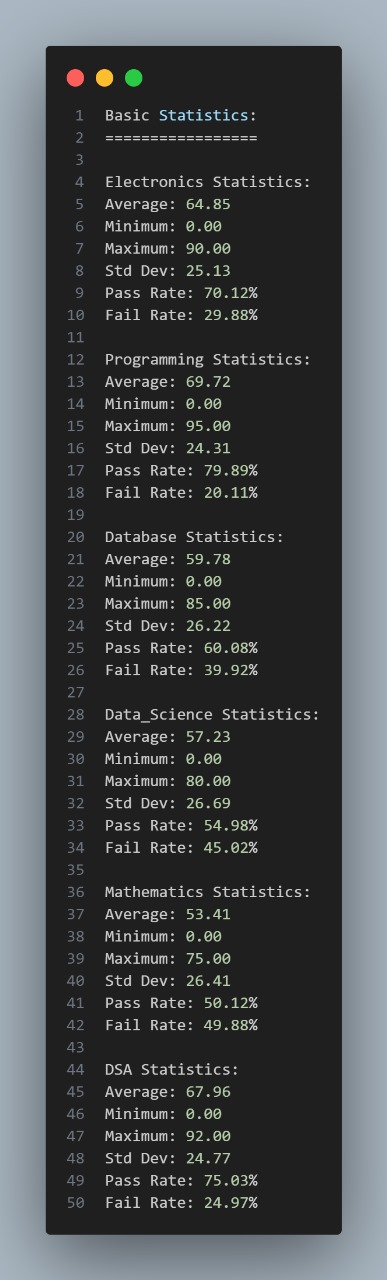 1 Basic Statistics:
2 =================
3
4 Electronics Statistics:
5 Average: 64.85
6 Minimum: 0.00
7 Maximum: 90.00
8 Std Dev: 25.13
9 Pass Rate: 70.12%
10 Fail Rate: 29.88%
11
12 Programming Statistics:
13 Average: 69.72
14 Minimum: 0.00
15 Maximum: 95.00
16 Std Dev: 24.31
17 Pass Rate: 79.89%
18 Fail Rate: 20.11%
19
20 Database Statistics:
21 Average: 59.78
22 Minimum: 0.00
23 Maximum: 85.00
24 Std Dev: 26.22
25 Pass Rate: 60.08%
26 Fail Rate: 39.92%
27
28 Data_Science Statistics:
29 Average: 57.23
30 Minimum: 0.00
31 Maximum: 80.00
32 Std Dev: 26.69
33 Pass Rate: 54.98%
34 Fail Rate: 45.02%
35
36 Mathematics Statistics:
37 Average: 53.41
38 Minimum: 0.00
39 Maximum: 75.00
40 Std Dev: 26.41
41 Pass Rate: 50.12%
42 Fail Rate: 49.88%
43
44 DSA Statistics:
45 Average: 67.96
46 Minimum: 0.00
47 Maximum: 92.00
48 Std Dev: 24.77
49 Pass Rate: 75.03%
50 Fail Rate: 24.97%